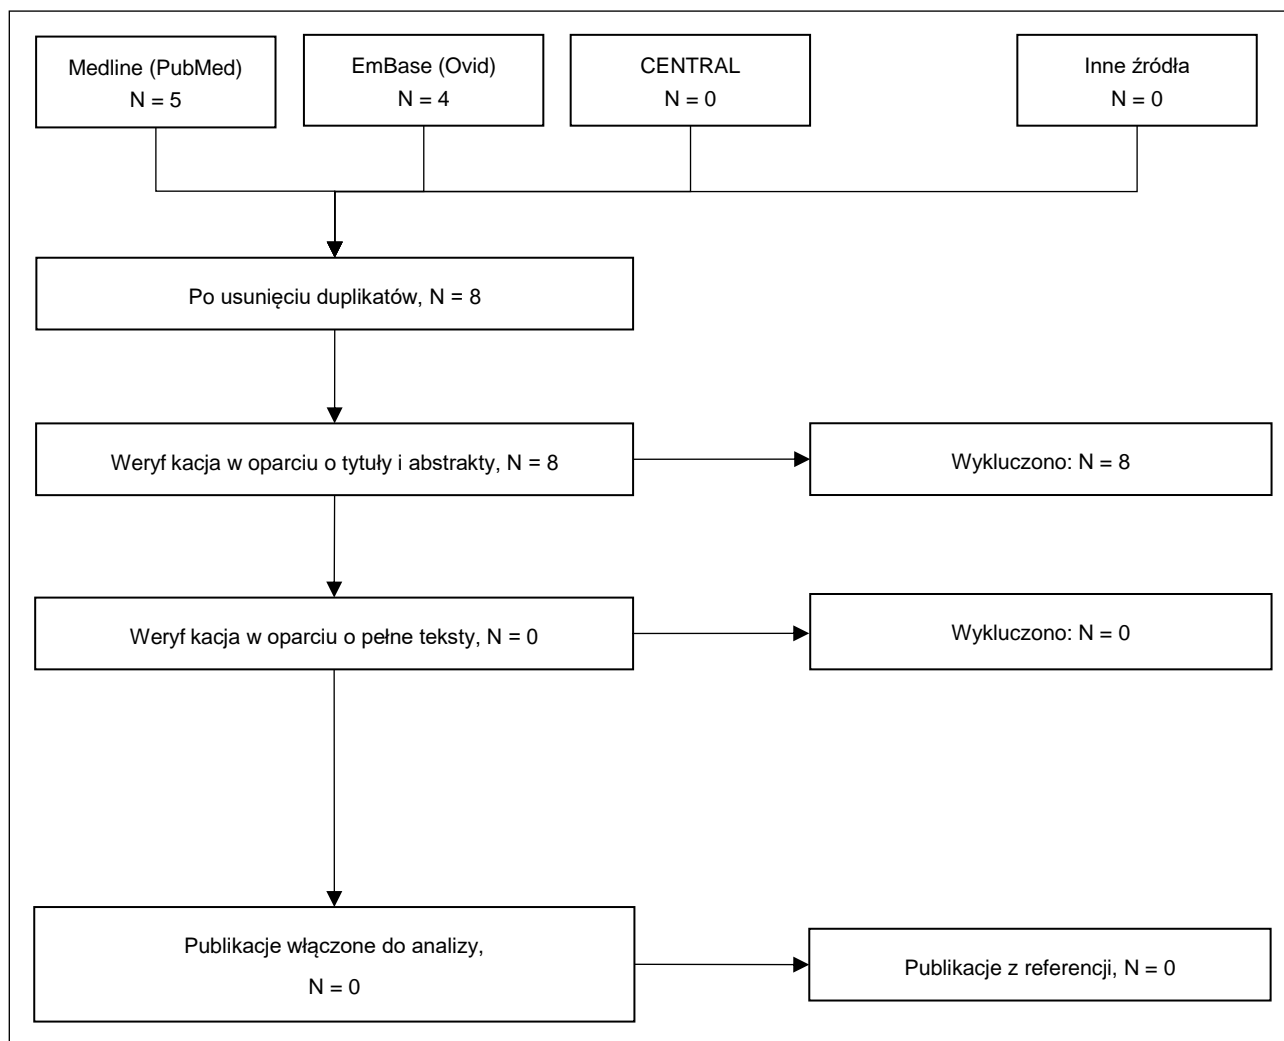 Medline (PubMed)
N = 5
EmBase (Ovid)
N = 4
CENTRAL
N = 0
Inne źródła
N = 0
Po usunięciu duplikatów, N = 8
Weryf kacja w oparciu o tytuły i abstrakty, N = 8
Wykluczono: N = 8
Weryf kacja w oparciu o pełne teksty, N = 0
Wykluczono: N = 0
Publikacje włączone do analizy,
N = 0
Publikacje z referencji, N = 0